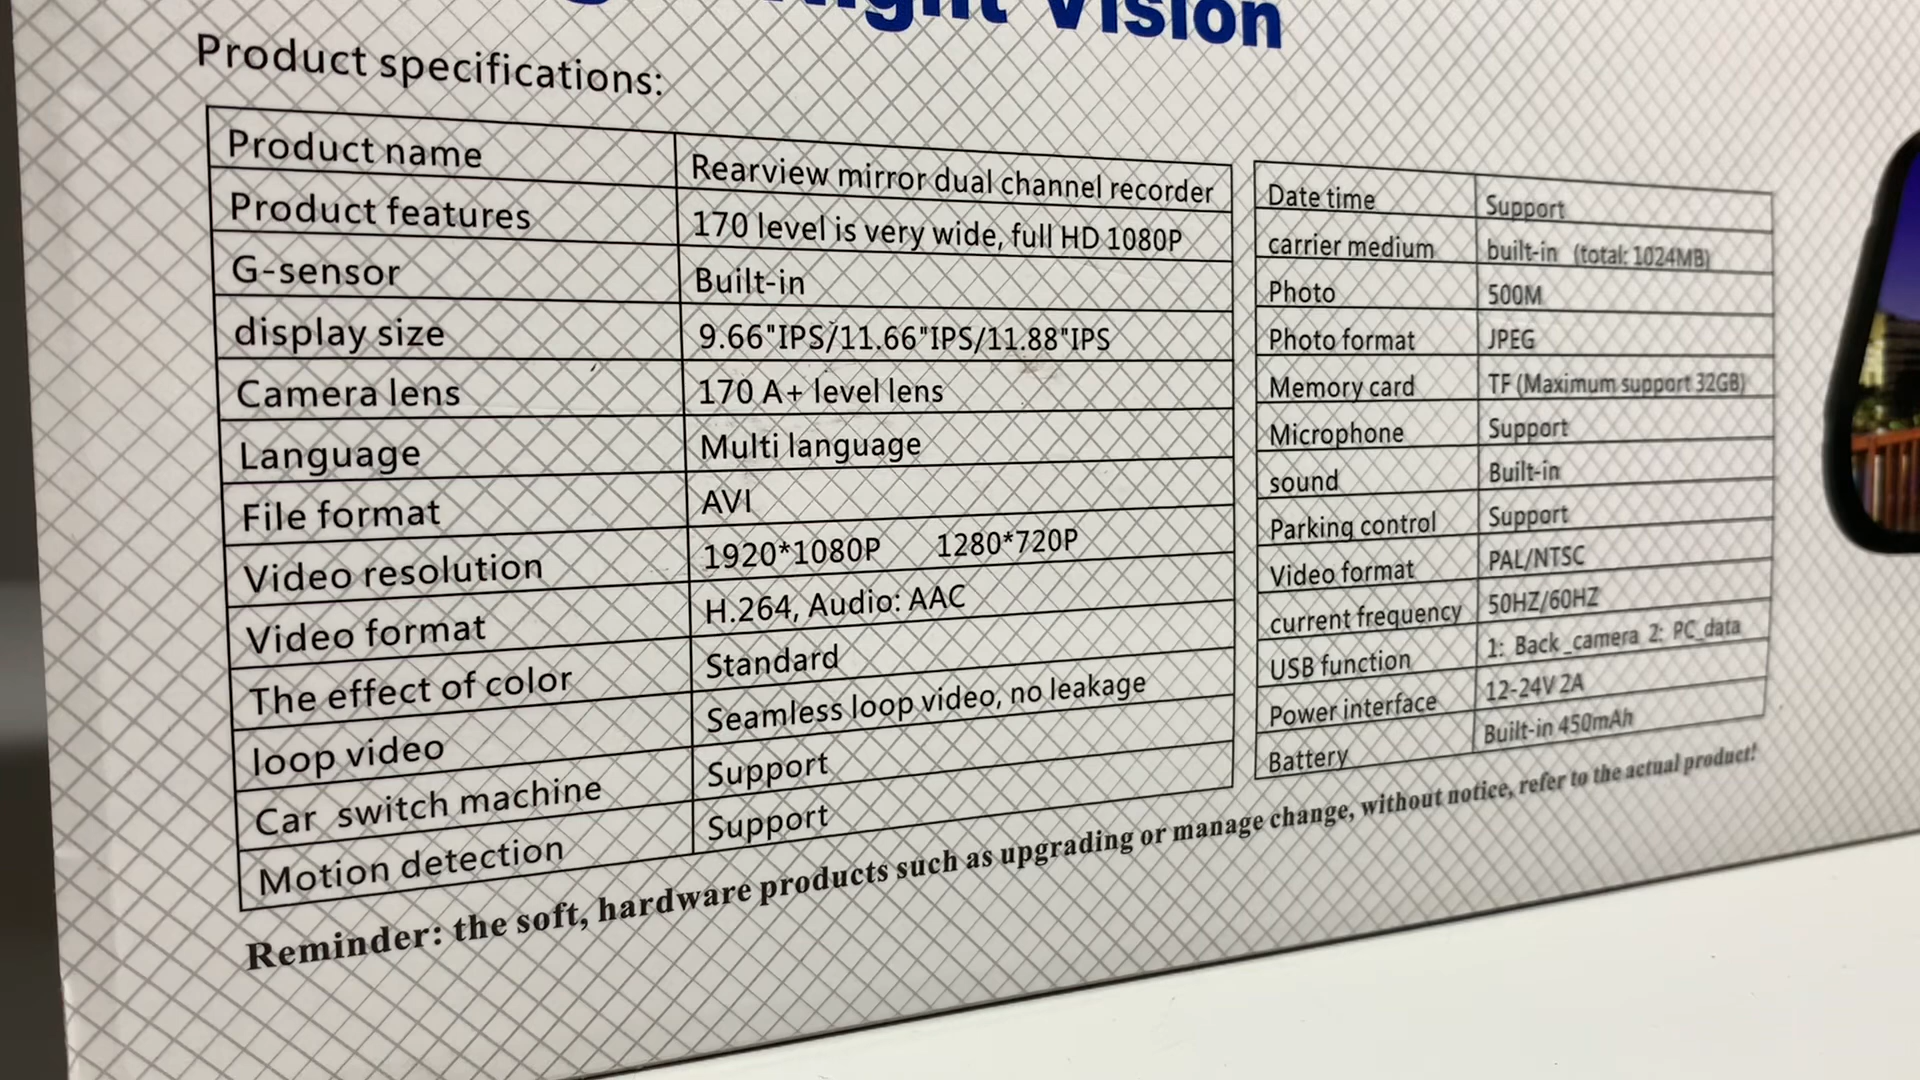 Vision
Product specifications:
Product name Rearview mirror dual channel recorder
Product features 170 level is very wide, full HD 1080P
G-sensor Built-in
display size 9.66"IPS/11.66"IPS/11.88"IPS
Camera lens 170 A+ level lens
Language Multi language
File format AVI
Video resolution 1920*1080P 1280*720P
Video format H.264, Audio: AAC
The effect of color Standard
loop video Seamless loop video, no leakage
Car switch machine Support
Motion detection Support
Date time Support
carrier medium built-in (total: 1024MB)
Photo 500M
Photo format JPEG
Memory card TF (Maximum support 32GB)
Microphone Support
sound Built-in
Parking control Support
Video format PAL/NTSC
current frequency 50HZ/60HZ
USB function 1: Back_camera 2: PC_data
Power interface 12-24V 2A
Battery Built-in 450mAh
Reminder: the soft, hardware products such as upgrading or manage change, without notice, refer to the actual product!